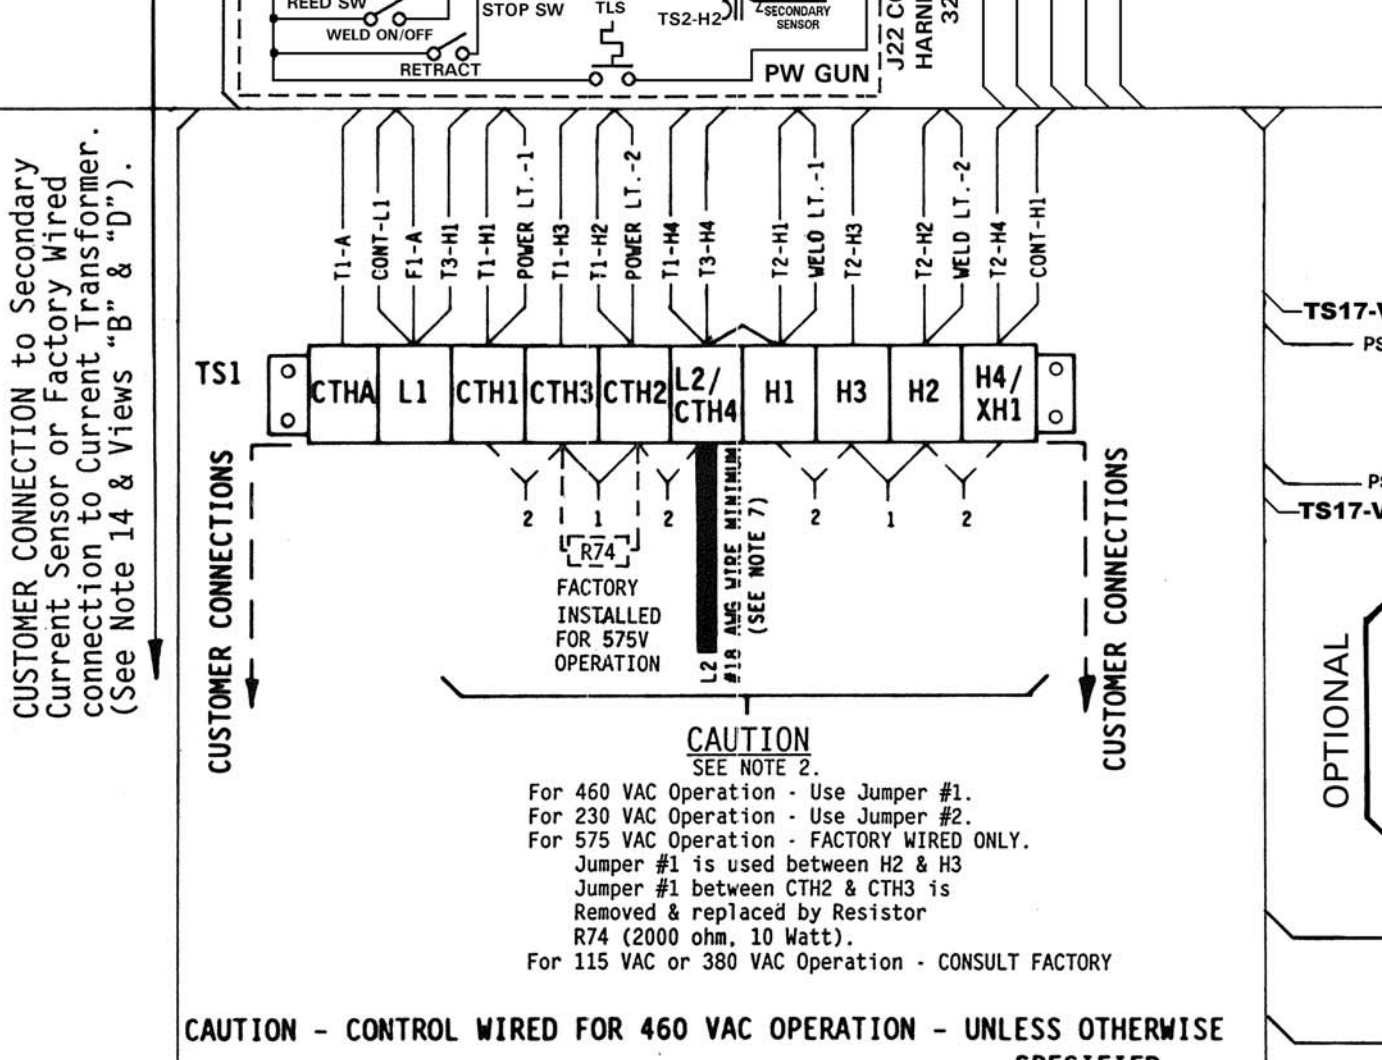 REED SW
WELD ON/OFF
RETRACT
STOP SW
TLS
TS2-H2
SECONDARY
SENSOR
PW GUN
CUSTOMER CONNECTION to Secondary
Current Sensor or Factory Wired
connection to Current Transformer.
(See Note 14 & Views "B" & "D").
T1-A
CONT-L1
F1-A
T3-H1
T1-H1
POWER LT.-1
T1-H3
T1-H2
POWER LT.-2
T1-H4
T3-H4
T2-H1
WELD LT.-1
T2-H3
T2-H2
WELD LT.-2
T2-H4
CONT-H1
TS1
CTHA
L1
CTH1
CTH3
CTH2
L2/
CTH4
H1
H3
H2
H4/
XH1
CUSTOMER CONNECTIONS
2
1
2
2
1
2
R74
FACTORY
INSTALLED
FOR 575V
OPERATION
L2
#18 AWG WIRE MINIMUM
(SEE NOTE 7)
CUSTOMER CONNECTIONS
TS17-
TS17-
OPTIONAL
CAUTION
SEE NOTE 2.
For 460 VAC Operation - Use Jumper #1.
For 230 VAC Operation - Use Jumper #2.
For 575 VAC Operation - FACTORY WIRED ONLY.
Jumper #1 is used between H2 & H3
Jumper #1 between CTH2 & CTH3 is
Removed & replaced by Resistor
R74 (2000 ohm, 10 Watt).
For 115 VAC or 380 VAC Operation - CONSULT FACTORY
CAUTION - CONTROL WIRED FOR 460 VAC OPERATION - UNLESS OTHERWISE
SPECIFIED